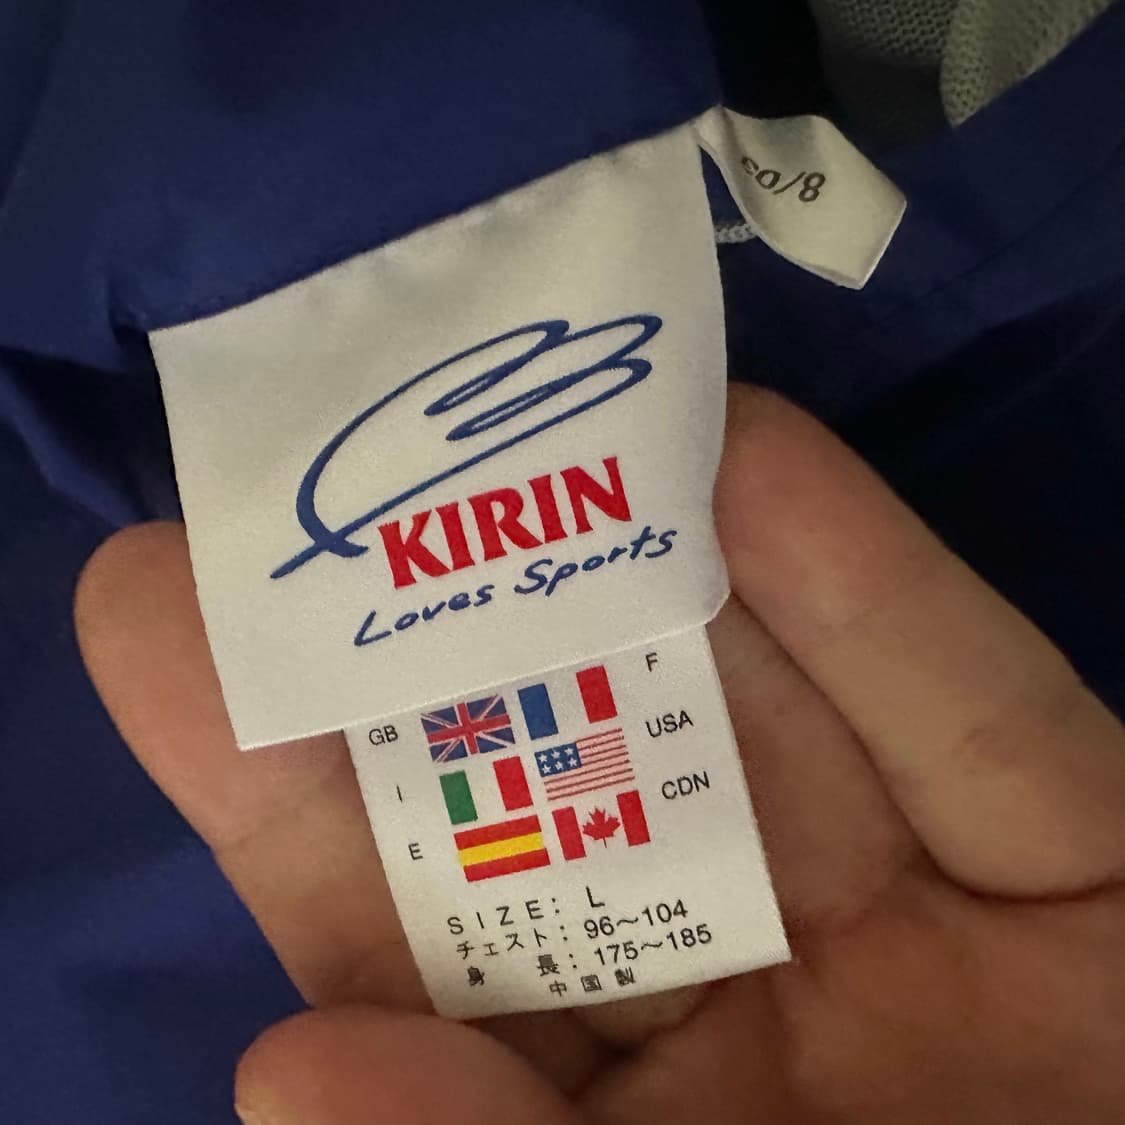 KIRIN
Loves Sports
GB
F
I
USA
E
CDN
SIZE: L
チェスト: 96〜104
身 長: 175〜185
中国製